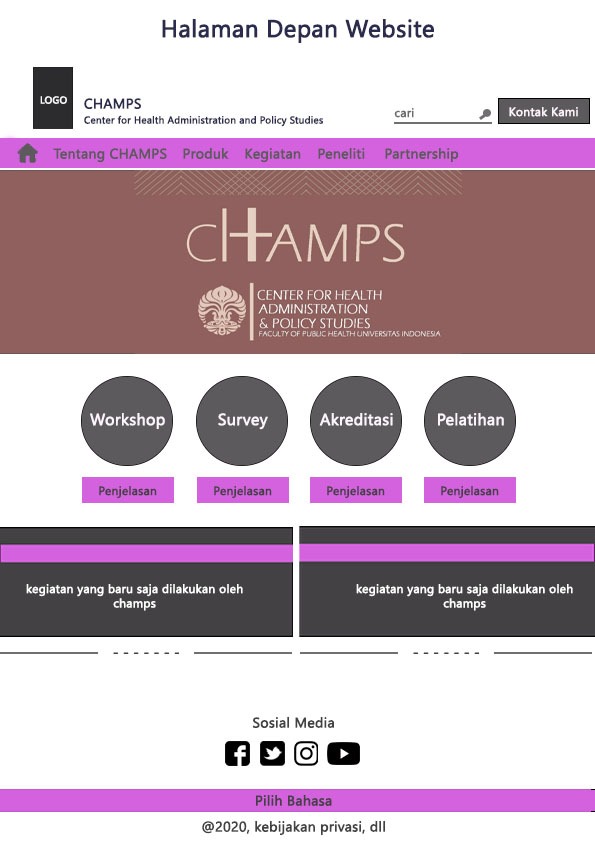 Halaman Depan Website
LOGO
CHAMPS
Center for Health Administration and Policy Studies
cari
Kontak Kami
Tentang CHAMPS Produk Kegiatan Peneliti Partnership
CHAMPS
CENTER FOR HEALTH
ADMINISTRATION
& POLICY STUDIES
FACULTY OF PUBLIC HEALTH UNIVERSITAS INDONESIA
Workshop Survey Akreditasi Pelatihan
Penjelasan Penjelasan Penjelasan Penjelasan
kegiatan yang baru saja dilakukan oleh
champs
kegiatan yang baru saja dilakukan oleh
champs
Sosial Media
Pilih Bahasa
@2020, kebijakan privasi, dll